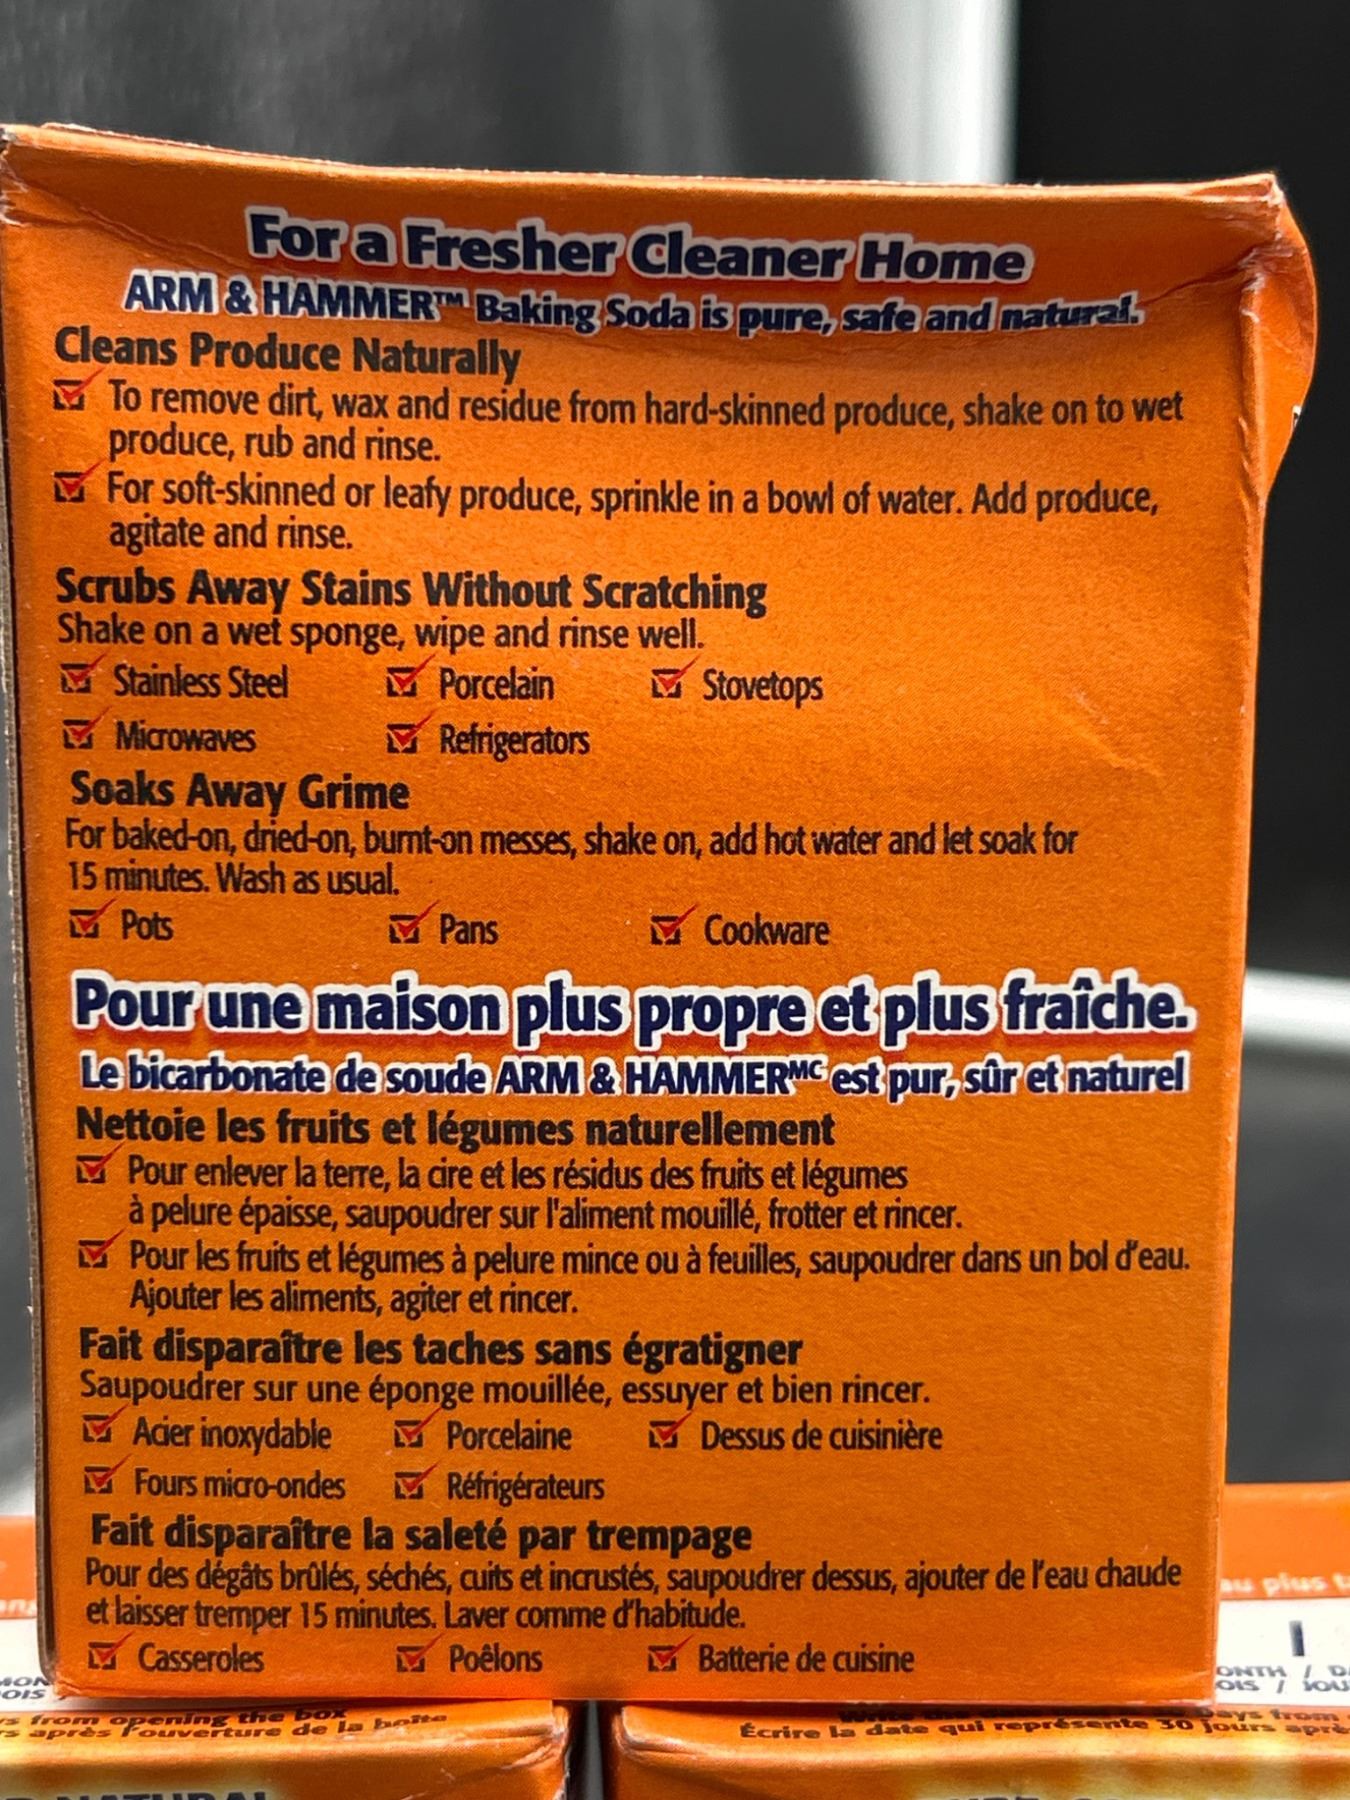 For a Fresher Cleaner Home
ARM & HAMMER™ Baking Soda is pure, safe and natural.
Cleans Produce Naturally
To remove dirt, wax and residue from hard-skinned produce, shake on to wet
produce, rub and rinse.
For soft-skinned or leafy produce, sprinkle in a bowl of water. Add produce,
agitate and rinse.
Scrubs Away Stains Without Scratching
Shake on a wet sponge, wipe and rinse well.
Stainless Steel Porcelain Stovetops
Microwaves Refrigerators
Soaks Away Grime
For baked-on, dried-on, burnt-on messes, shake on, add hot water and let soak for
15 minutes. Wash as usual.
Pots Pans Cookware
Pour une maison plus propre et plus fraîche.
Le bicarbonate de soude ARM & HAMMERᴹᶜ est pur, sûr et naturel
Nettoie les fruits et légumes naturellement
Pour enlever la terre, la cire et les résidus des fruits et légumes
à pelure épaisse, saupoudrer sur l'aliment mouillé, frotter et rincer.
Pour les fruits et légumes à pelure mince ou à feuilles, saupoudrer dans un bol d'eau.
Ajouter les aliments, agiter et rincer.
Fait disparaître les taches sans égratigner
Saupoudrer sur une éponge mouillée, essuyer et bien rincer.
Acier inoxydable Porcelaine Dessus de cuisinière
Fours micro-ondes Réfrigérateurs
Fait disparaître la saleté par trempage
Pour des dégâts brûlés, séchés, cuits et incrustés, saupoudrer dessus, ajouter de l'eau chaude
et laisser tremper 15 minutes. Laver comme d'habitude.
Casseroles Poêlons Batterie de cuisine
au plus
from opening the box
après l'ouverture de la boîte
days from
Écrire la date qui représente 30 jours
NATURAL